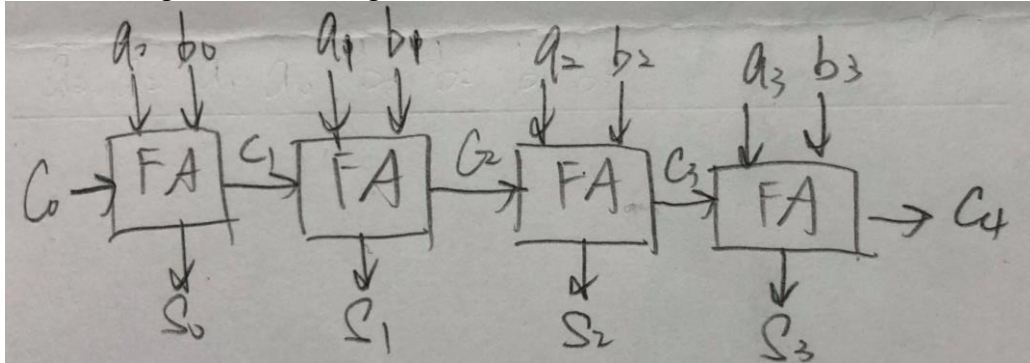 a0 b0 a1 b1 a2 b2 a3 b3
C0 FA C1 FA C2 FA C3 FA C4
S0 S1 S2 S3